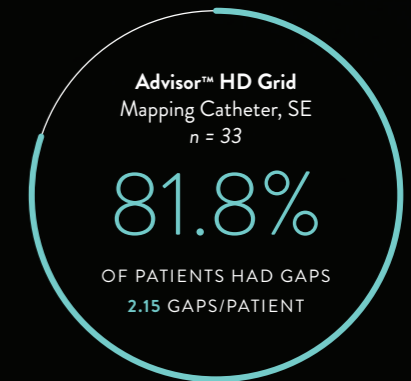 Advisor™ HD Grid
Mapping Catheter, SE
n = 33
81.8%
OF PATIENTS HAD GAPS
2.15 GAPS/PATIENT